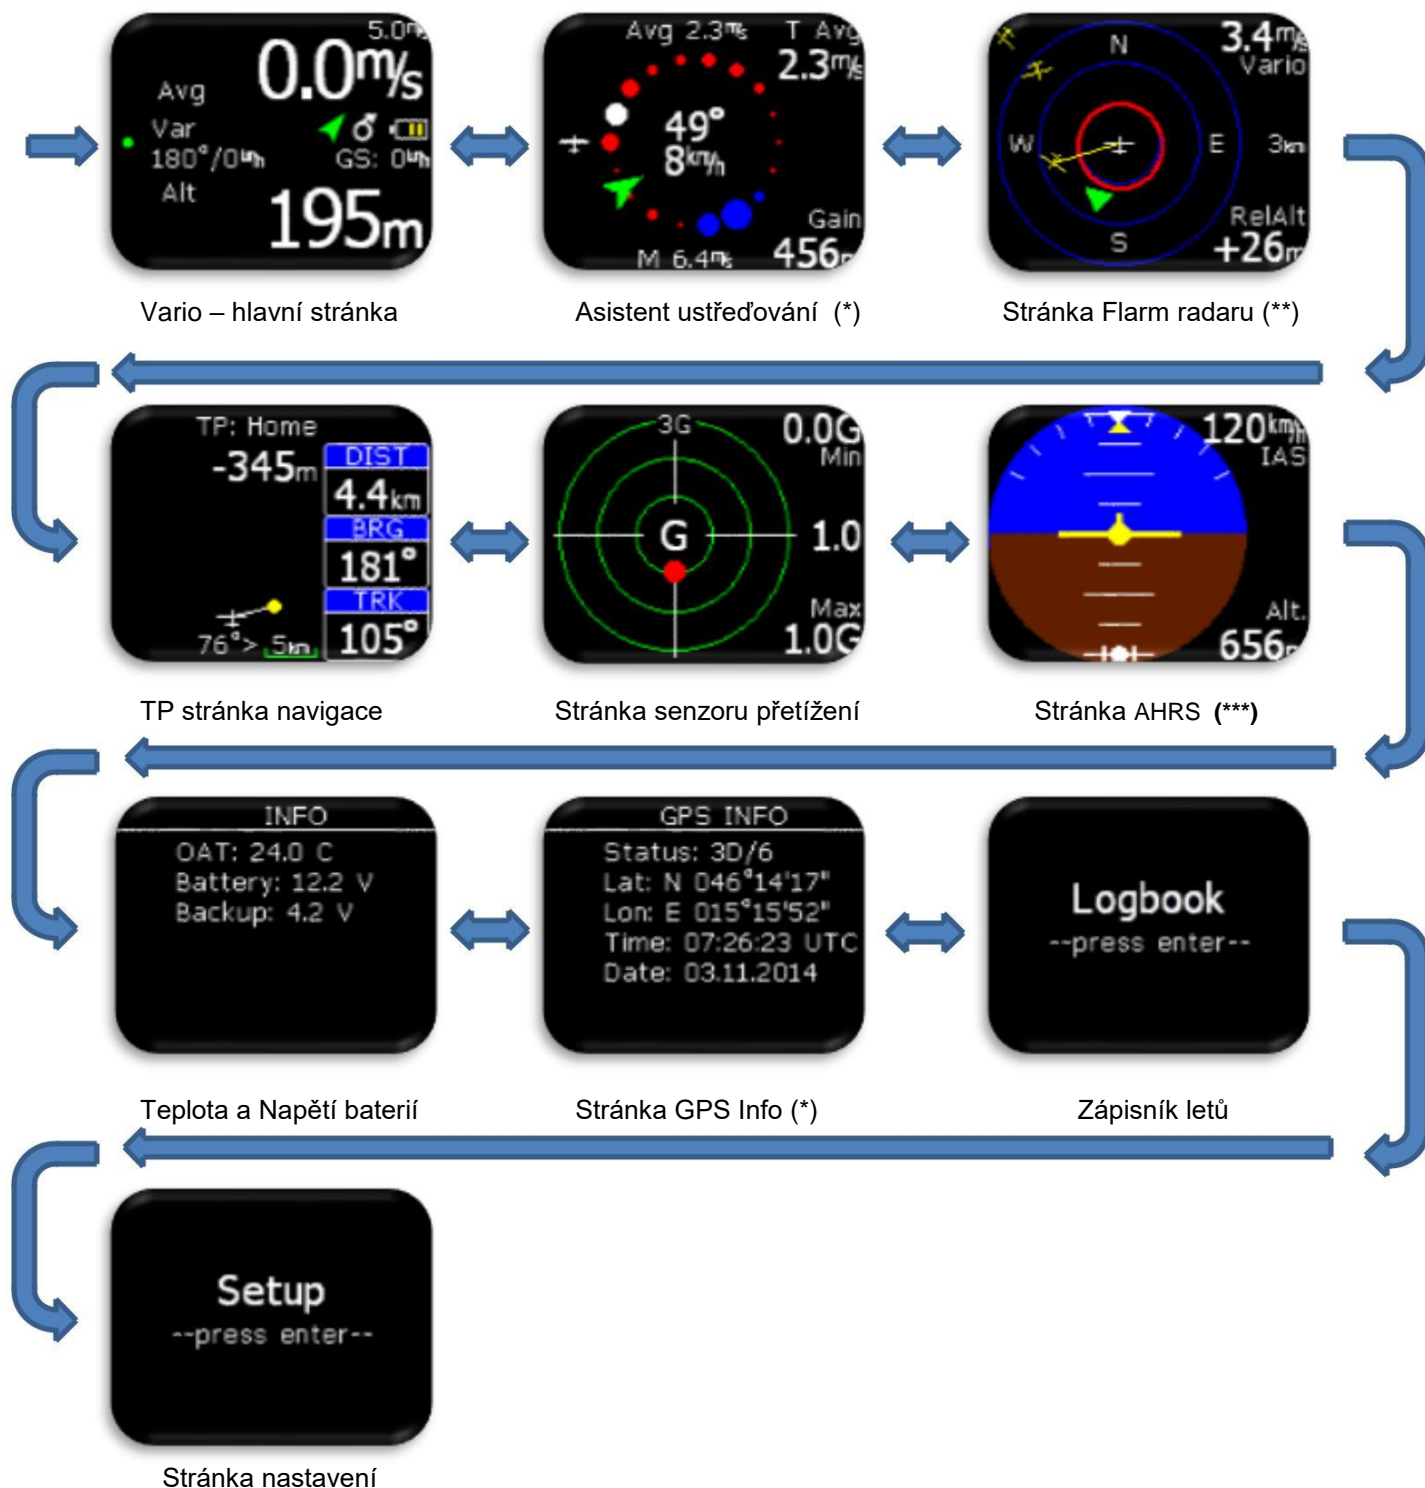 5.0m/s
0.0m/s
Avg
Var
180°/0km/h
GS: 0km/h
Alt
195m
Avg 2.3m/s
T Avg
2.3m/s
49°
8km/h
Gain
M 6.4m/s
456m
N
3.4m/s
Vario
W
E
3km
RelAlt
S
+26m
Vario – hlavní stránka
Asistent ustřeďování (*)
Stránka Flarm radaru (**)
TP: Home
-345m
DIST
4.4km
BRG
181°
TRK
76°> 5km
105°
3G
0.0G
Min
G
1.0
Max
1.0G
120km/h
IAS
Alt.
656m
TP stránka navigace
Stránka senzoru přetížení
Stránka AHRS (***)
INFO
OAT: 24.0 C
Battery: 12.2 V
Backup: 4.2 V
GPS INFO
Status: 3D/6
Lat: N 046°14'17"
Lon: E 015°15'52"
Time: 07:26:23 UTC
Date: 03.11.2014
Logbook
--press enter--
Teplota a Napětí baterií
Stránka GPS Info (*)
Zápisník letů
Setup
--press enter--
Stránka nastavení